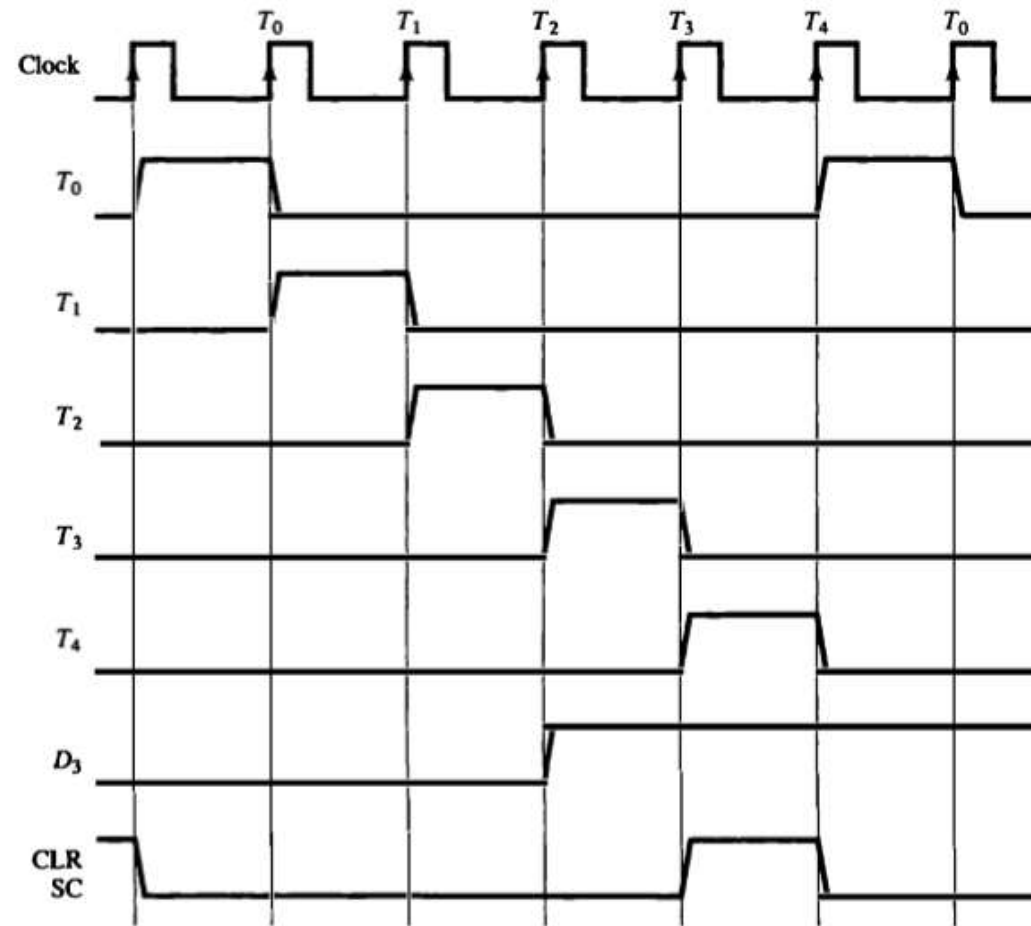 T₀ T₁ T₂ T₃ T₄ T₀
Clock
T₀
T₁
T₂
T₃
T₄
D₃
CLR
SC